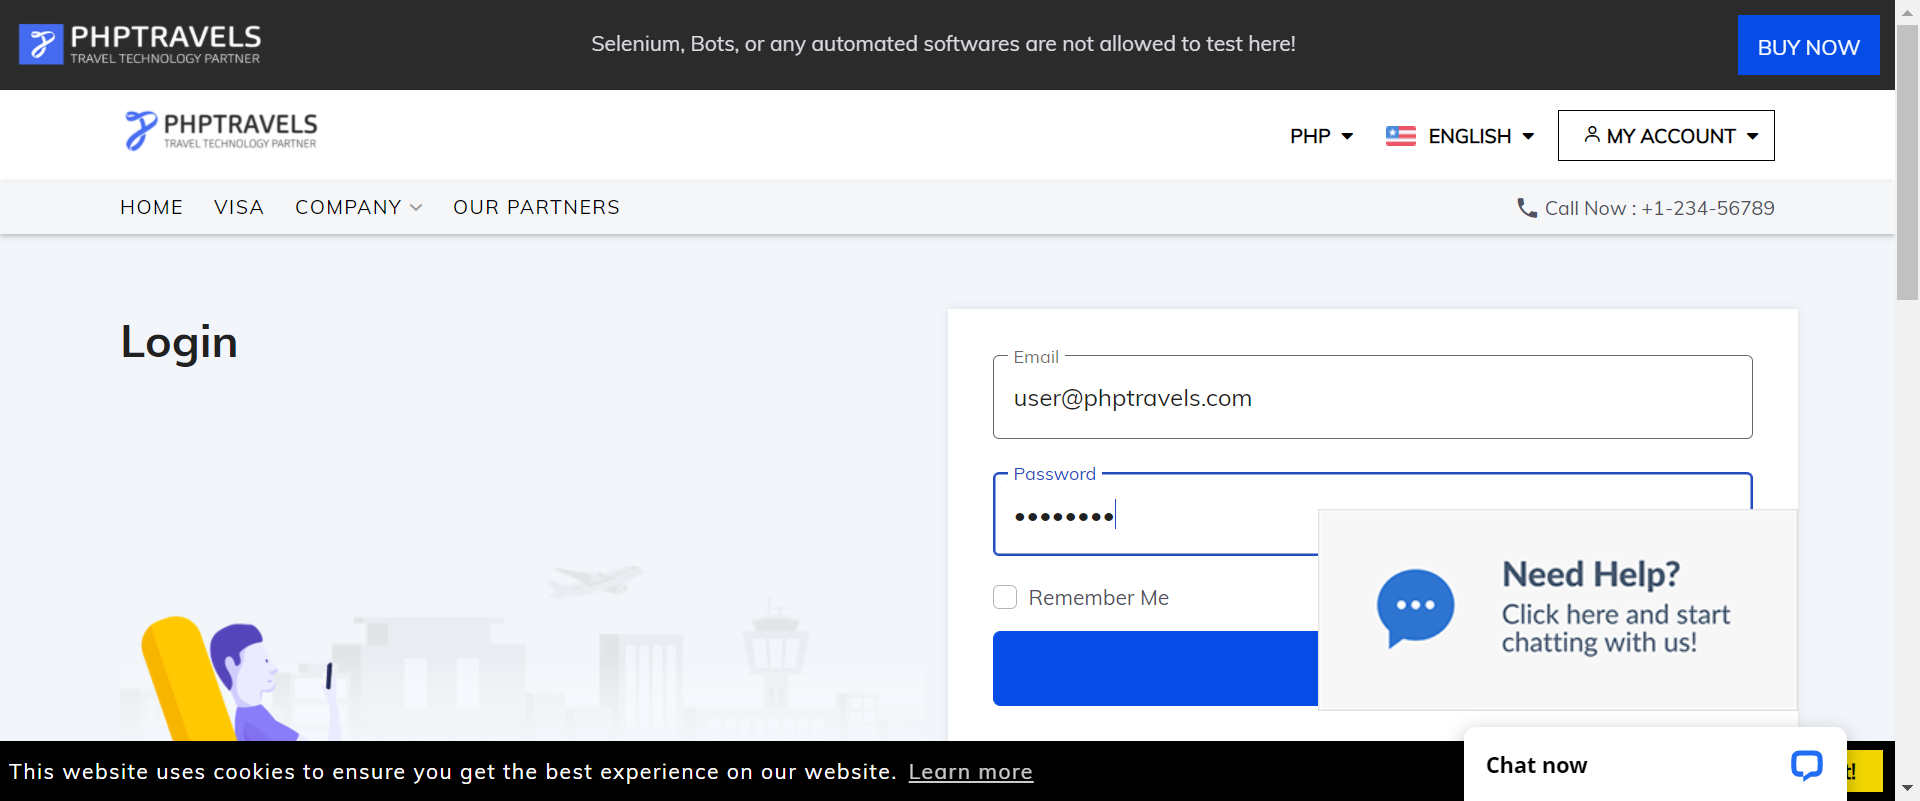 PHPTRAVELS
TRAVEL TECHNOLOGY PARTNER
Selenium, Bots, or any automated softwares are not allowed to test here!
BUY NOW
PHPTRAVELS
TRAVEL TECHNOLOGY PARTNER
PHP
ENGLISH
MY ACCOUNT
HOME
VISA
COMPANY
OUR PARTNERS
Call Now : +1-234-56789
Login
Email
user@phptravels.com
Password
Remember Me
Need Help?
Click here and start
chatting with us!
This website uses cookies to ensure you get the best experience on our website. Learn more
Chat now